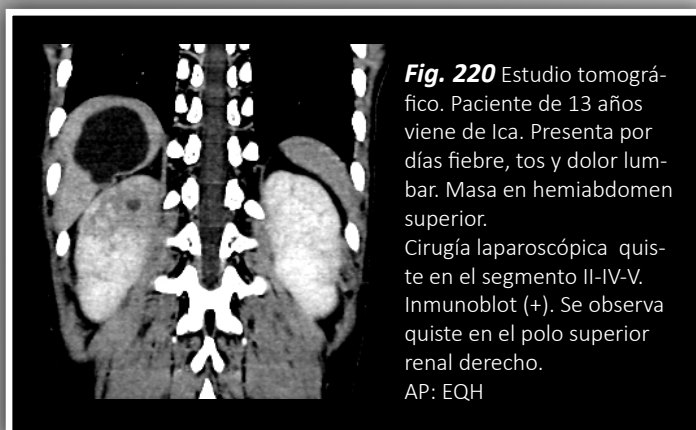 Fig. 220 Estudio tomográ-
fico. Paciente de 13 años
viene de Ica. Presenta por
días fiebre, tos y dolor lum-
bar. Masa en hemiabdomen
superior.
Cirugía laparoscópica quis-
te en el segmento II-IV-V.
Inmunoblot (+). Se observa
quiste en el polo superior
renal derecho.
AP: EQH